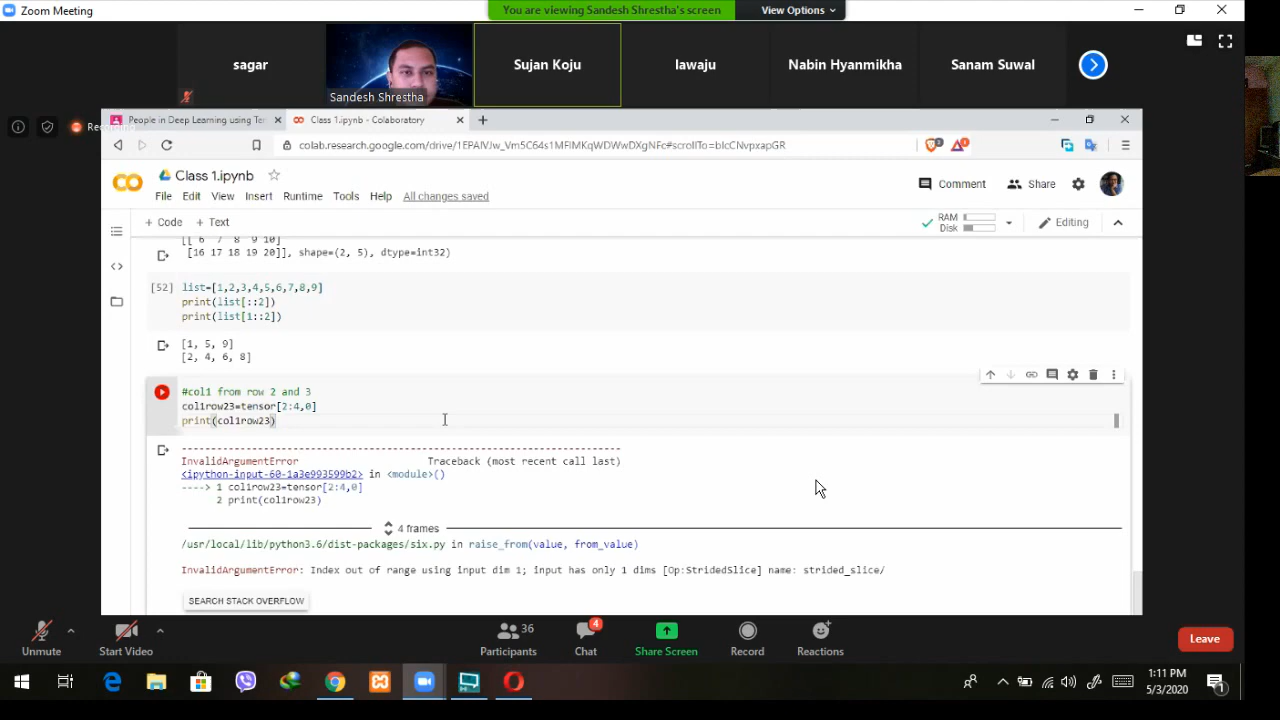 Zoom Meeting
You are viewing Sandesh Shrestha's screen
View Options
sagar
Sandesh Shrestha
Sujan Koju
lawaju
Nabin Hyanmikha
Sanam Suwal
Recording
People in Deep Learning using Ten
Class 1.ipynb - Colaboratory
Class 1.ipynb
File Edit View Insert Runtime Tools Help All changes saved
Comment
Share
+ Code + Text
RAM
Disk
Editing
[[ 6 7 8 9 10]
[16 17 18 19 20]], shape=(2, 5), dtype=int32)
[52] list=[1,2,3,4,5,6,7,8,9]
print(list[::2])
print(list[1::2])
[1, 5, 9]
[2, 4, 6, 8]
#col1 from row 2 and 3
col1row23=tensor[2:4,0]
print(col1row23)
InvalidArgumentError Traceback (most recent call last)
<ipython-input-60-1a3e993599b2> in <module>()
----> 1 col1row23=tensor[2:4,0]
2 print(col1row23)
4 frames
/usr/local/lib/python3.6/dist-packages/six.py in raise_from(value, from_value)
InvalidArgumentError: Index out of range using input dim 1; input has only 1 dims [Op:StridedSlice] name: strided_slice/
SEARCH STACK OVERFLOW
Unmute
Start Video
36
Participants
4
Chat
Share Screen
Record
Reactions
Leave
1:11 PM
5/3/2020
1